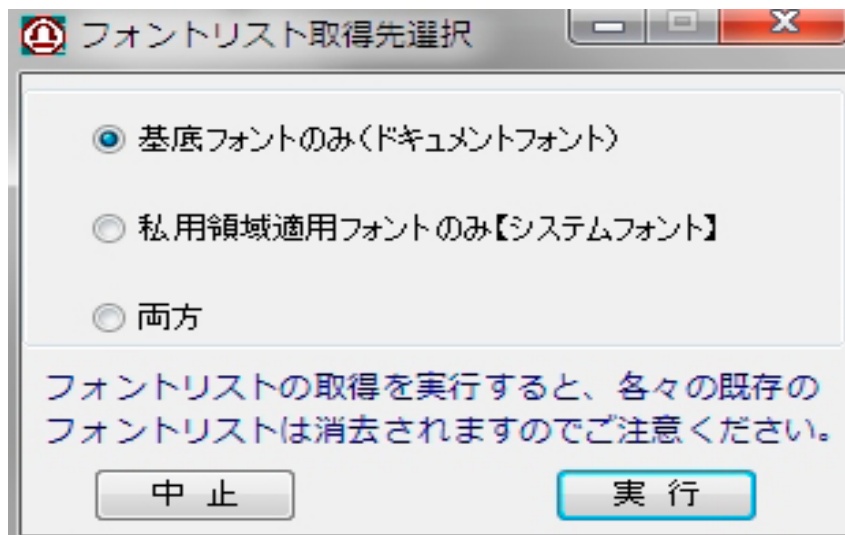 フォントリスト取得先選択
基底フォントのみ（ドキュメントフォント）
私用領域適用フォントのみ【システムフォント】
両方
フォントリストの取得を実行すると、各々の既存の
フォントリストは消去されますのでご注意ください。
中 止
実 行